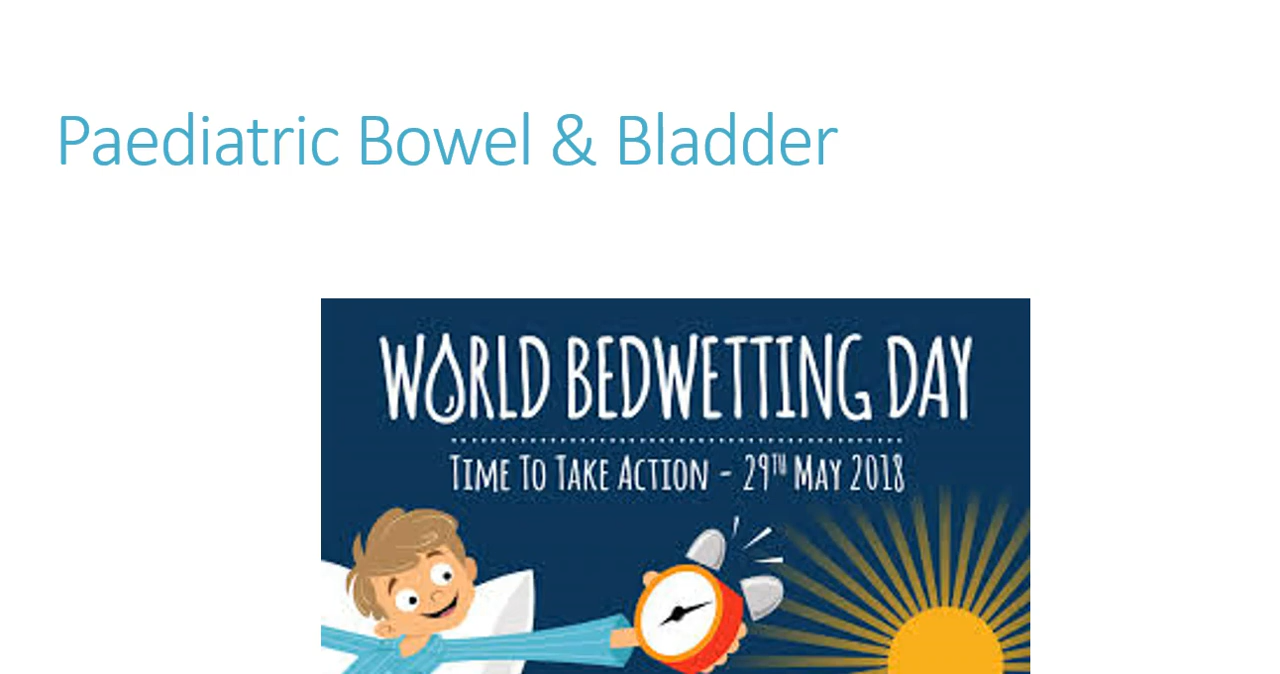 Paediatric Bowel & Bladder
WORLD BEDWETTING DAY
TIME TO TAKE ACTION - 29TH MAY 2018